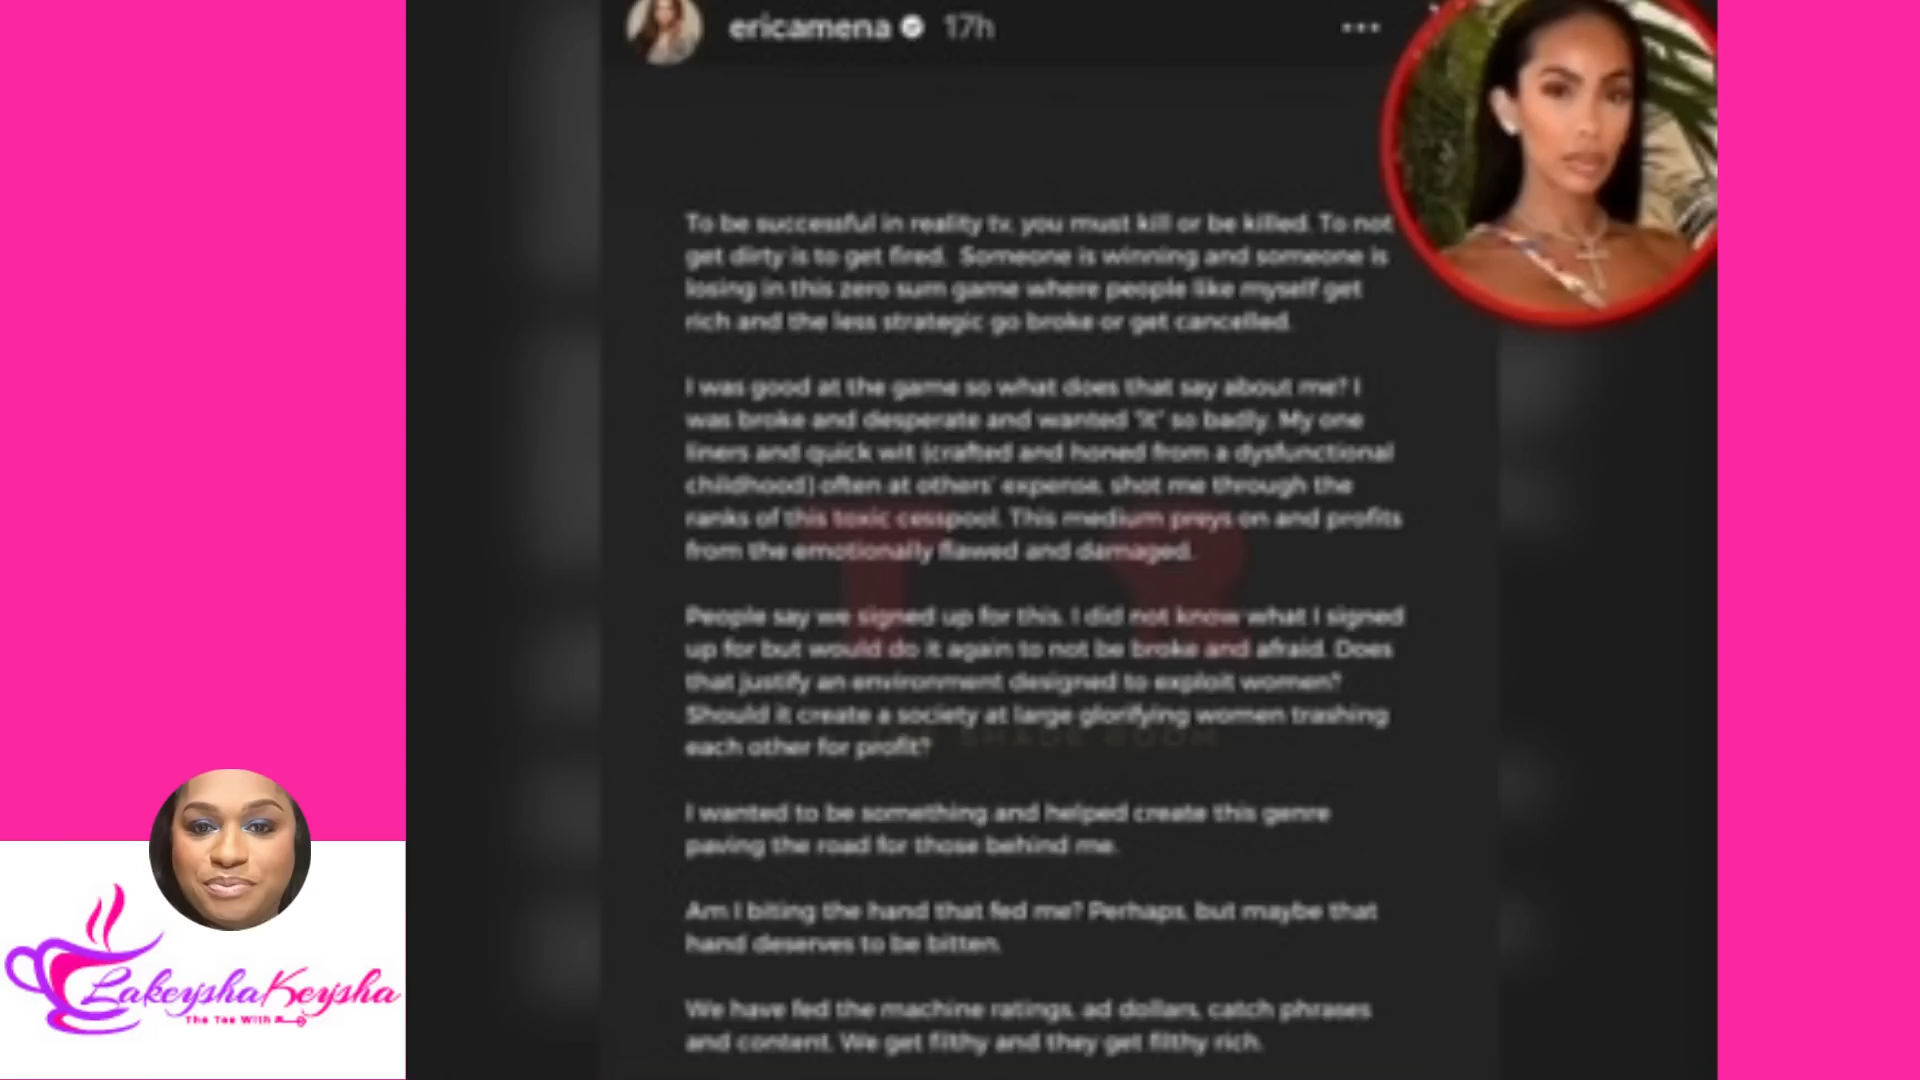 ericamena 17h
To be successful in reality tv, you must kill or be killed. To not
get dirty is to get fired. Someone is winning and someone is
losing in this zero sum game where people like myself get
rich and the less strategic go broke or get cancelled.
I was good at the game so what does that say about me? I
was broke and desperate and wanted "it" so badly. My one
liners and quick wit (crafted and honed from a dysfunctional
childhood) often at others' expense, shot me through the
ranks of this toxic cesspool. This medium preys on and profits
from the emotionally flawed and damaged.
People say we signed up for this. I did not know what I signed
up for but would do it again to not be broke and afraid. Does
that justify an environment designed to exploit women?
Should it create a society at large glorifying women trashing
each other for profit?
I wanted to be something and helped create this genre
paving the road for those behind me.
Am I biting the hand that fed me? Perhaps, but maybe that
hand deserves to be bitten.
We have fed the machine ratings, ad dollars, catch phrases
and content. We get filthy and they get filthy rich.
T R
THE SHADE ROOM
LakeyshaKeysha
The Tee With